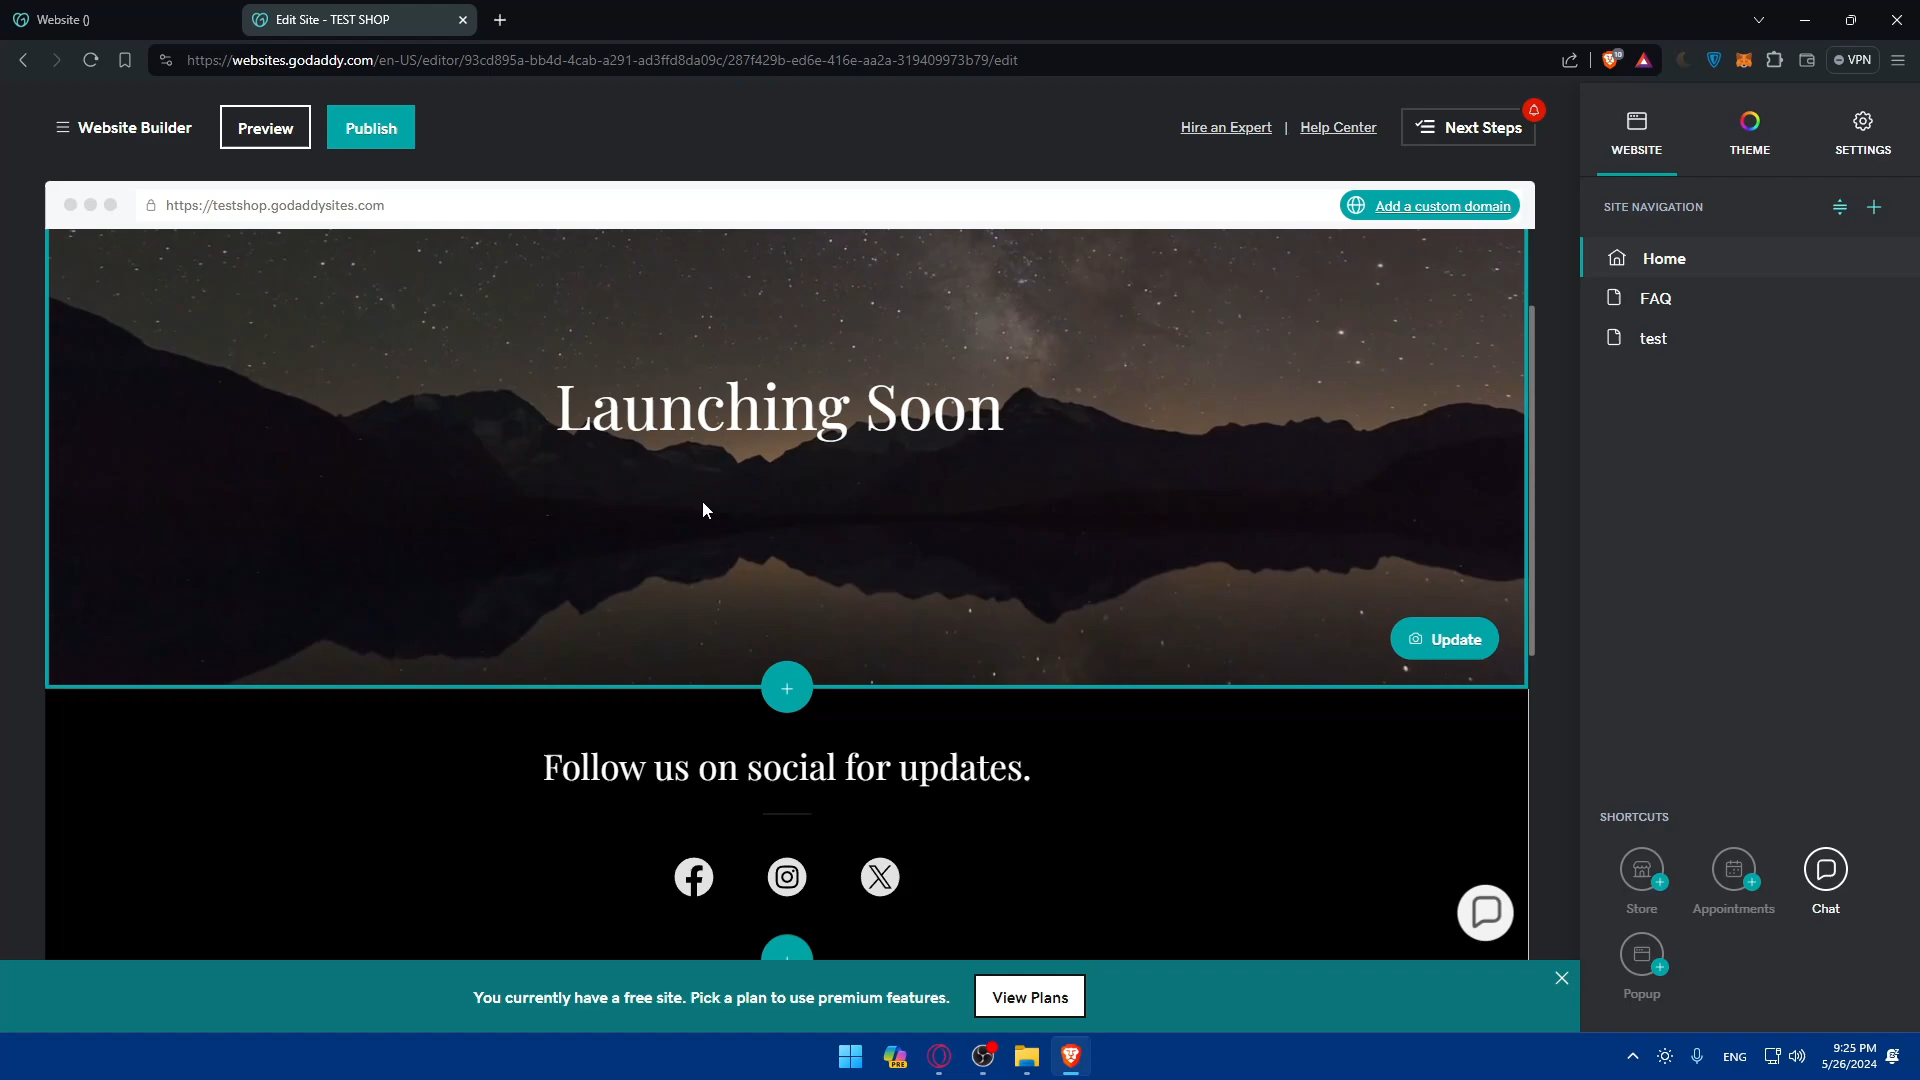 Website ()
Edit Site - TEST SHOP
https://websites.godaddy.com/en-US/editor/93cd895a-bb4d-4cab-a291-ad3ffd8da09c/287f429b-ed6e-416e-aa2a-319409973b79/edit
10
VPN
Website Builder
Preview
Publish
Hire an Expert | Help Center
Next Steps
WEBSITE
THEME
SETTINGS
https://testshop.godaddysites.com
Add a custom domain
SITE NAVIGATION
Home
FAQ
test
Launching Soon
Update
Follow us on social for updates.
SHORTCUTS
Store
Appointments
Chat
Popup
You currently have a free site. Pick a plan to use premium features.
View Plans
PRE
ENG
9:25 PM
5/26/2024